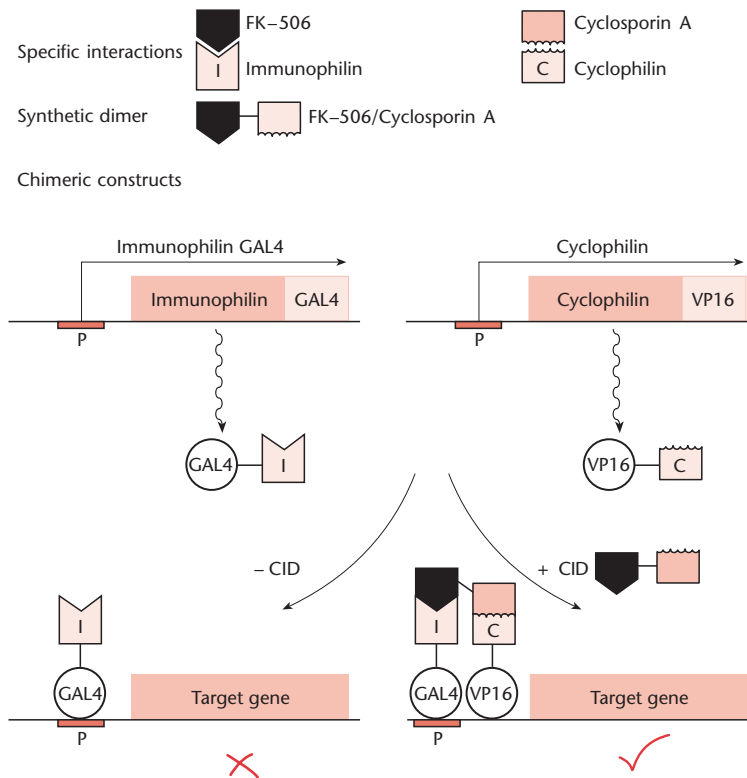 FK–506
Cyclosporin A
Specific interactions
I
Immunophilin
C
Cyclophilin
Synthetic dimer
FK–506/Cyclosporin A
Chimeric constructs
Immunophilin GAL4
Cyclophilin
Immunophilin
GAL4
Cyclophilin
VP16
P
P
GAL4
I
VP16
C
– CID
+ CID
I
I
C
GAL4
Target gene
GAL4
VP16
Target gene
P
P